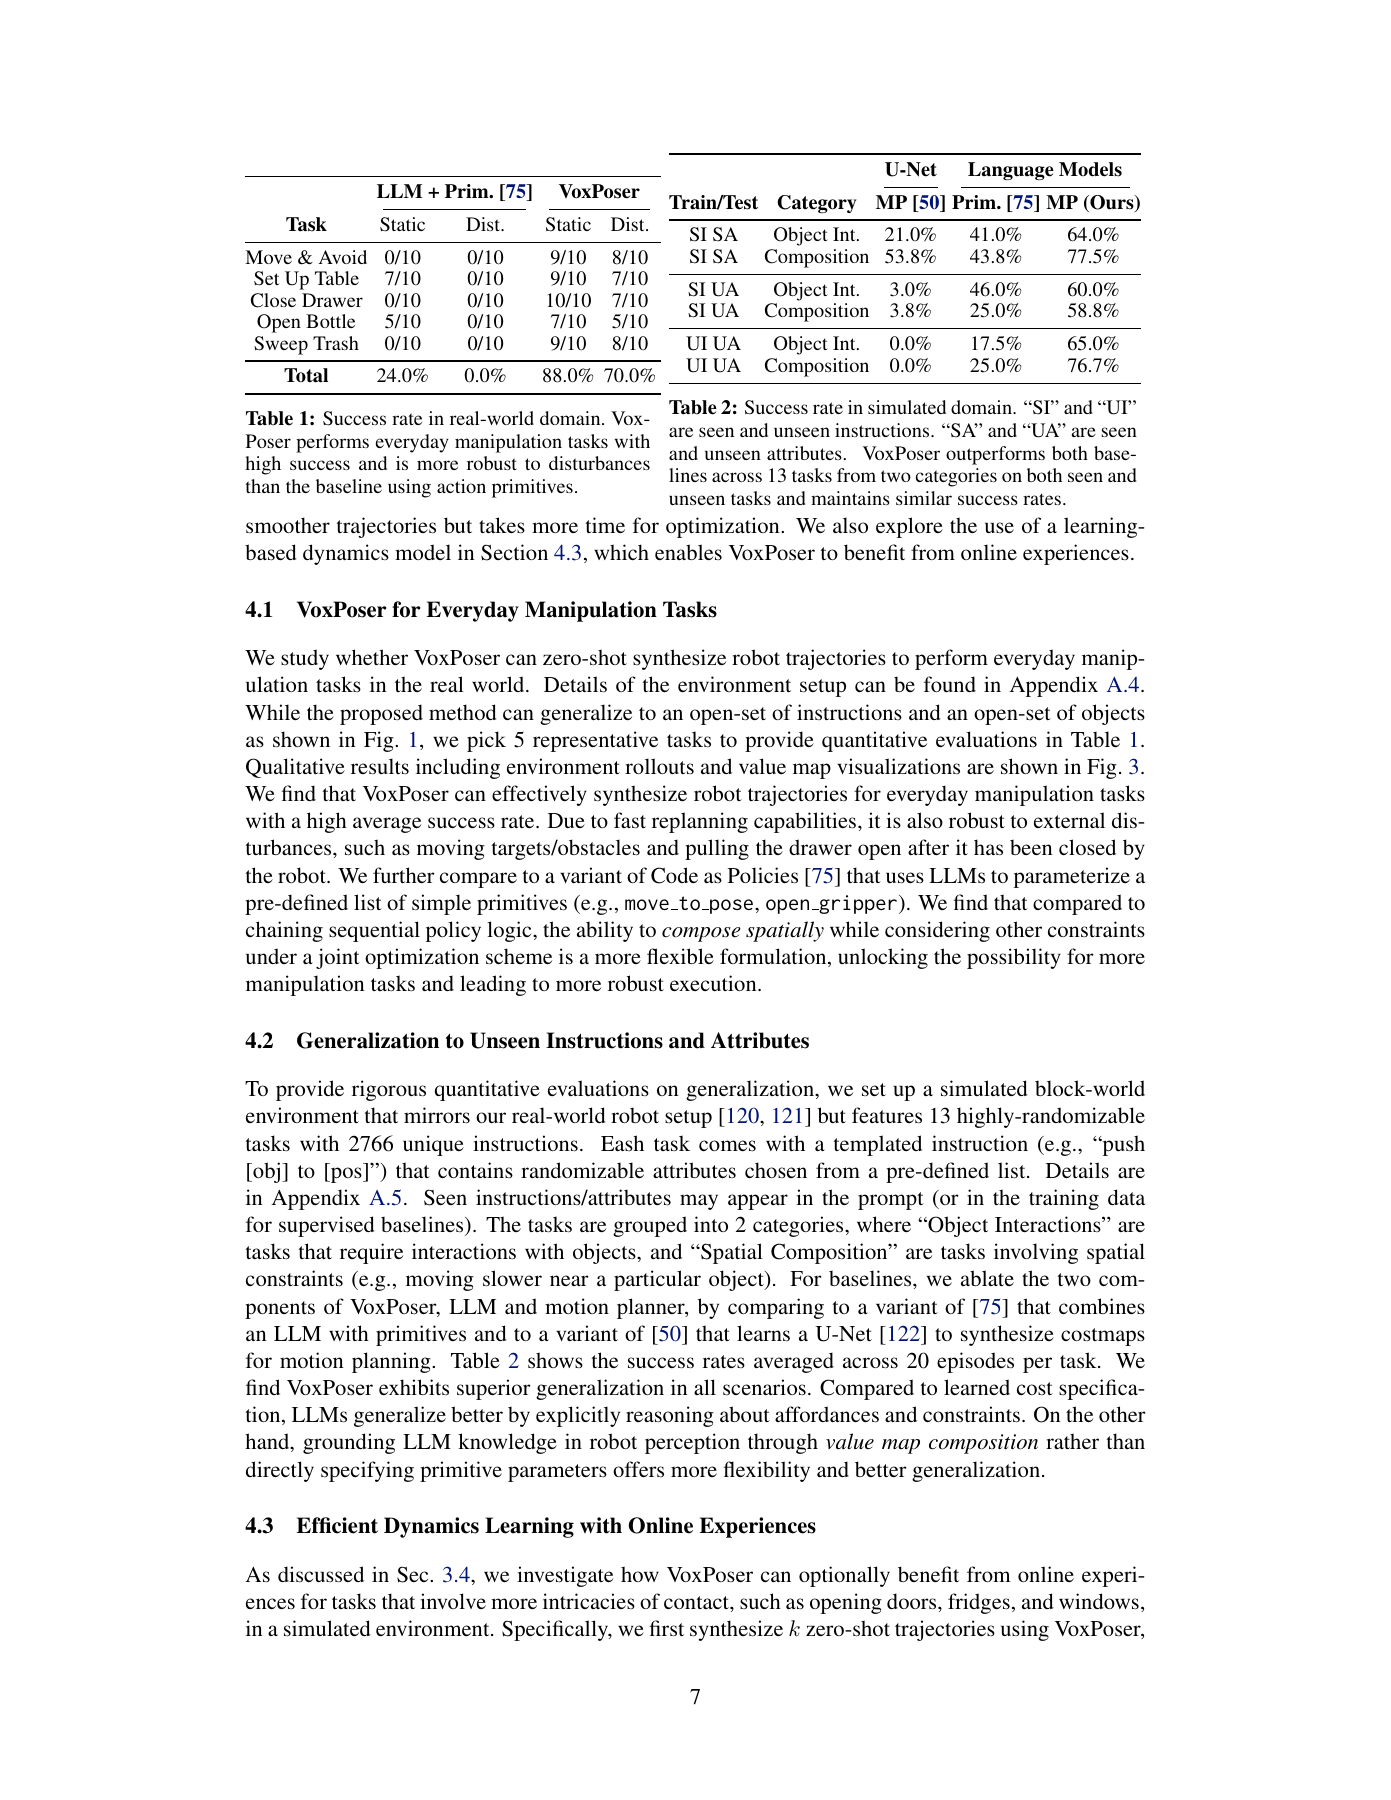 LLM + Prim. [75] VoxPoser
Task Static Dist. Static Dist.
Move & Avoid 0/10 0/10 9/10 8/10
Set Up Table 7/10 0/10 9/10 7/10
Close Drawer 0/10 0/10 10/10 7/10
Open Bottle 5/10 0/10 7/10 5/10
Sweep Trash 0/10 0/10 9/10 8/10
Total 24.0% 0.0% 88.0% 70.0%
Table 1: Success rate in real-world domain. Vox-
Poser performs everyday manipulation tasks with
high success and is more robust to disturbances
than the baseline using action primitives.
U-Net Language Models
Train/Test Category MP [50] Prim. [75] MP (Ours)
SI SA Object Int. 21.0% 41.0% 64.0%
SI SA Composition 53.8% 43.8% 77.5%
SI UA Object Int. 3.0% 46.0% 60.0%
SI UA Composition 3.8% 25.0% 58.8%
UI UA Object Int. 0.0% 17.5% 65.0%
UI UA Composition 0.0% 25.0% 76.7%
Table 2: Success rate in simulated domain. “SI” and “UI”
are seen and unseen instructions. “SA” and “UA” are seen
and unseen attributes. VoxPoser outperforms both base-
lines across 13 tasks from two categories on both seen and
unseen tasks and maintains similar success rates.
smoother trajectories but takes more time for optimization. We also explore the use of a learning-
based dynamics model in Section 4.3, which enables VoxPoser to benefit from online experiences.
4.1 VoxPoser for Everyday Manipulation Tasks
We study whether VoxPoser can zero-shot synthesize robot trajectories to perform everyday manip-
ulation tasks in the real world. Details of the environment setup can be found in Appendix A.4.
While the proposed method can generalize to an open-set of instructions and an open-set of objects
as shown in Fig. 1, we pick 5 representative tasks to provide quantitative evaluations in Table 1.
Qualitative results including environment rollouts and value map visualizations are shown in Fig. 3.
We find that VoxPoser can effectively synthesize robot trajectories for everyday manipulation tasks
with a high average success rate. Due to fast replanning capabilities, it is also robust to external dis-
turbances, such as moving targets/obstacles and pulling the drawer open after it has been closed by
the robot. We further compare to a variant of Code as Policies [75] that uses LLMs to parameterize a
pre-defined list of simple primitives (e.g., move_to_pose, open_gripper). We find that compared to
chaining sequential policy logic, the ability to compose spatially while considering other constraints
under a joint optimization scheme is a more flexible formulation, unlocking the possibility for more
manipulation tasks and leading to more robust execution.
4.2 Generalization to Unseen Instructions and Attributes
To provide rigorous quantitative evaluations on generalization, we set up a simulated block-world
environment that mirrors our real-world robot setup [120, 121] but features 13 highly-randomizable
tasks with 2766 unique instructions. Eash task comes with a templated instruction (e.g., “push
[obj] to [pos]”) that contains randomizable attributes chosen from a pre-defined list. Details are
in Appendix A.5. Seen instructions/attributes may appear in the prompt (or in the training data
for supervised baselines). The tasks are grouped into 2 categories, where “Object Interactions” are
tasks that require interactions with objects, and “Spatial Composition” are tasks involving spatial
constraints (e.g., moving slower near a particular object). For baselines, we ablate the two com-
ponents of VoxPoser, LLM and motion planner, by comparing to a variant of [75] that combines
an LLM with primitives and to a variant of [50] that learns a U-Net [122] to synthesize costmaps
for motion planning. Table 2 shows the success rates averaged across 20 episodes per task. We
find VoxPoser exhibits superior generalization in all scenarios. Compared to learned cost specifica-
tion, LLMs generalize better by explicitly reasoning about affordances and constraints. On the other
hand, grounding LLM knowledge in robot perception through value map composition rather than
directly specifying primitive parameters offers more flexibility and better generalization.
4.3 Efficient Dynamics Learning with Online Experiences
As discussed in Sec. 3.4, we investigate how VoxPoser can optionally benefit from online experi-
ences for tasks that involve more intricacies of contact, such as opening doors, fridges, and windows,
in a simulated environment. Specifically, we first synthesize k zero-shot trajectories using VoxPoser,
7